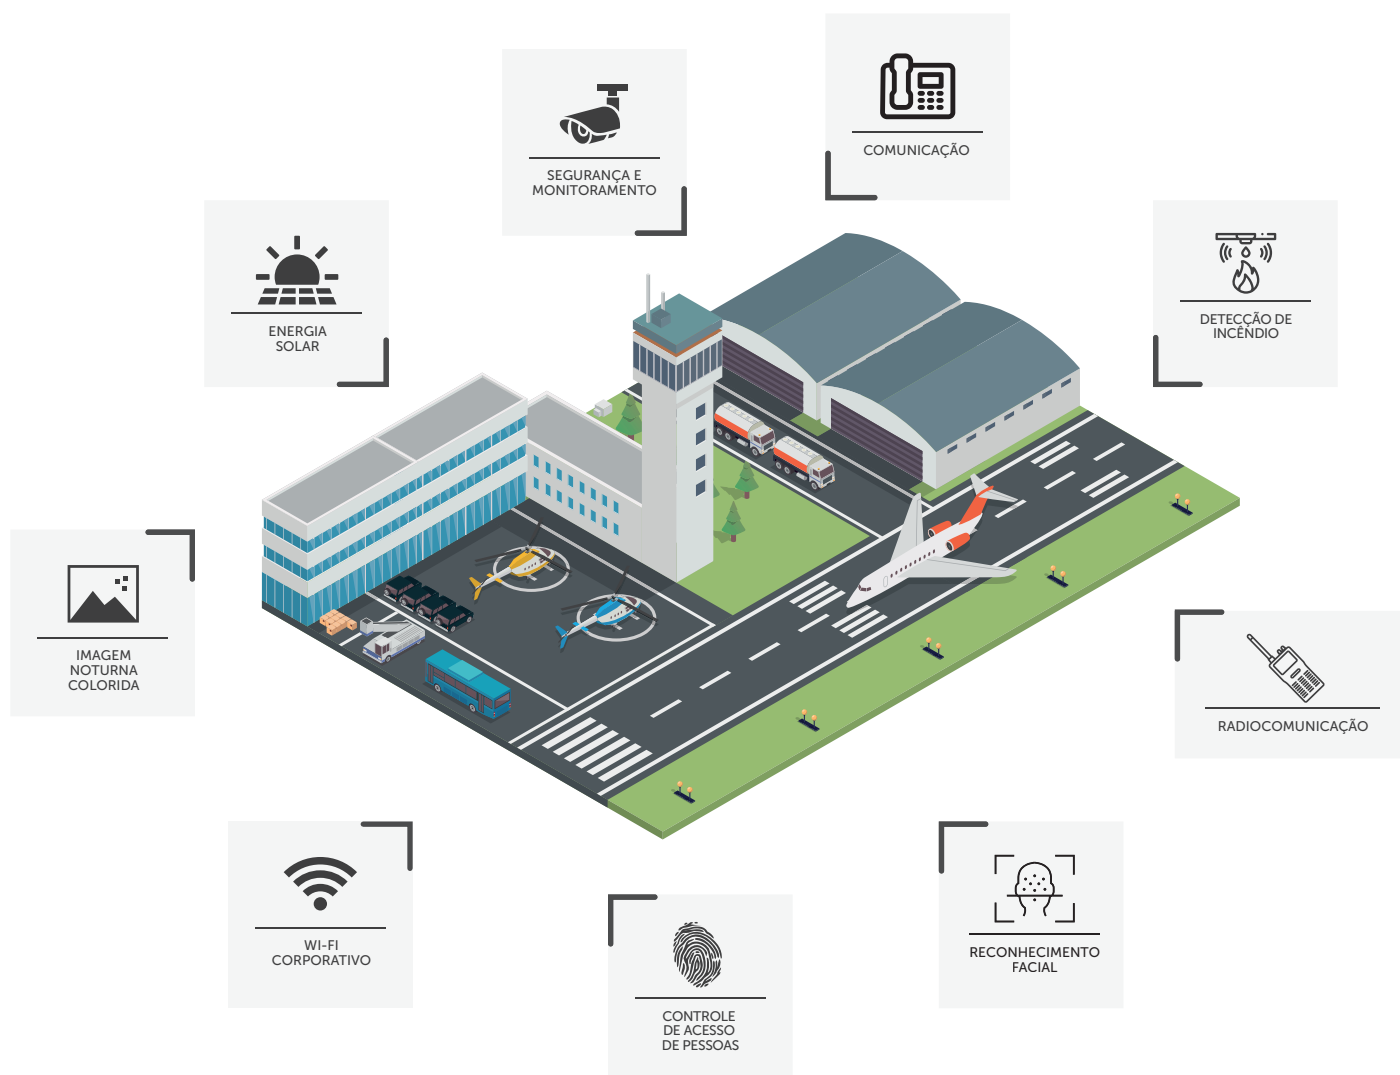 COMUNICAÇÃO
SEGURANÇA E
MONITORAMENTO
ENERGIA
SOLAR
DETECÇÃO DE
INCÊNDIO
IMAGEM
NOTURNA
COLORIDA
RADIOCOMUNICAÇÃO
WI-FI
CORPORATIVO
RECONHECIMENTO
FACIAL
CONTROLE
DE ACESSO
DE PESSOAS